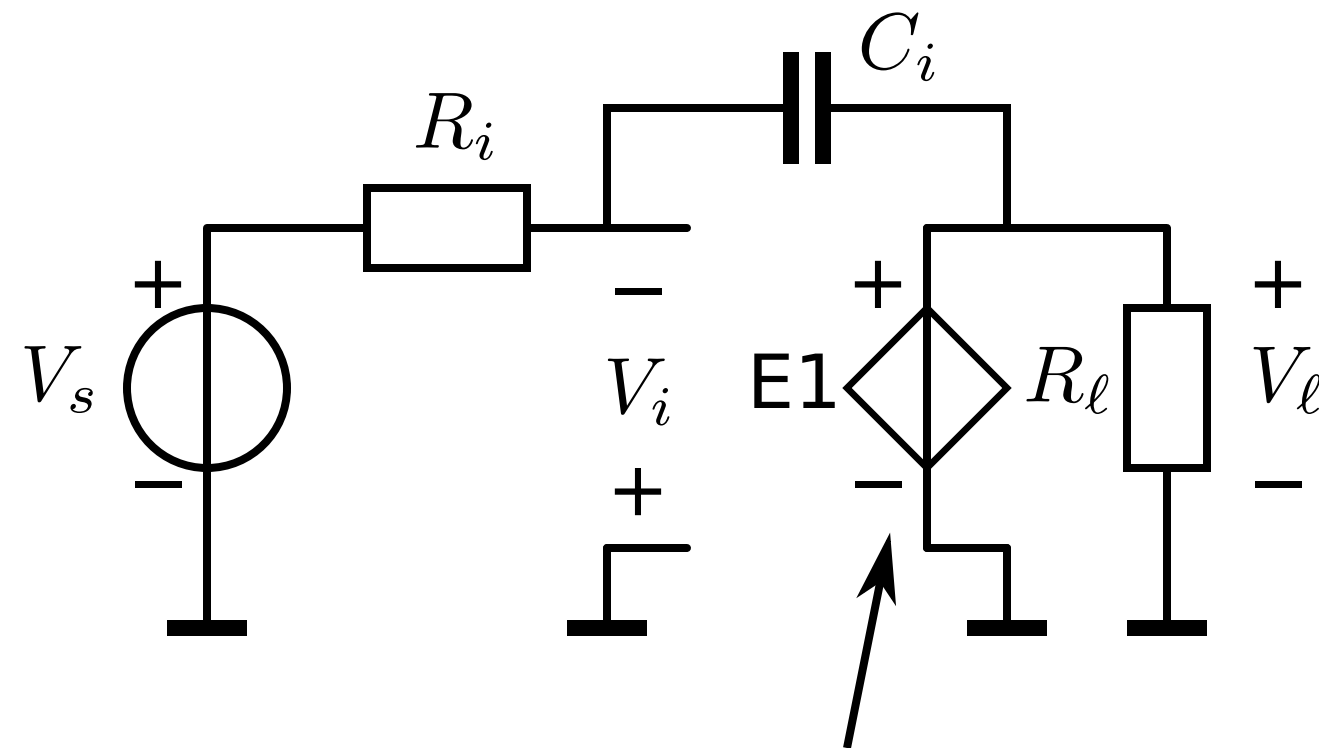 C_i
R_i
+
−
+
+
V_s
V_i
E1
R_ℓ
V_ℓ
−
+
−
−